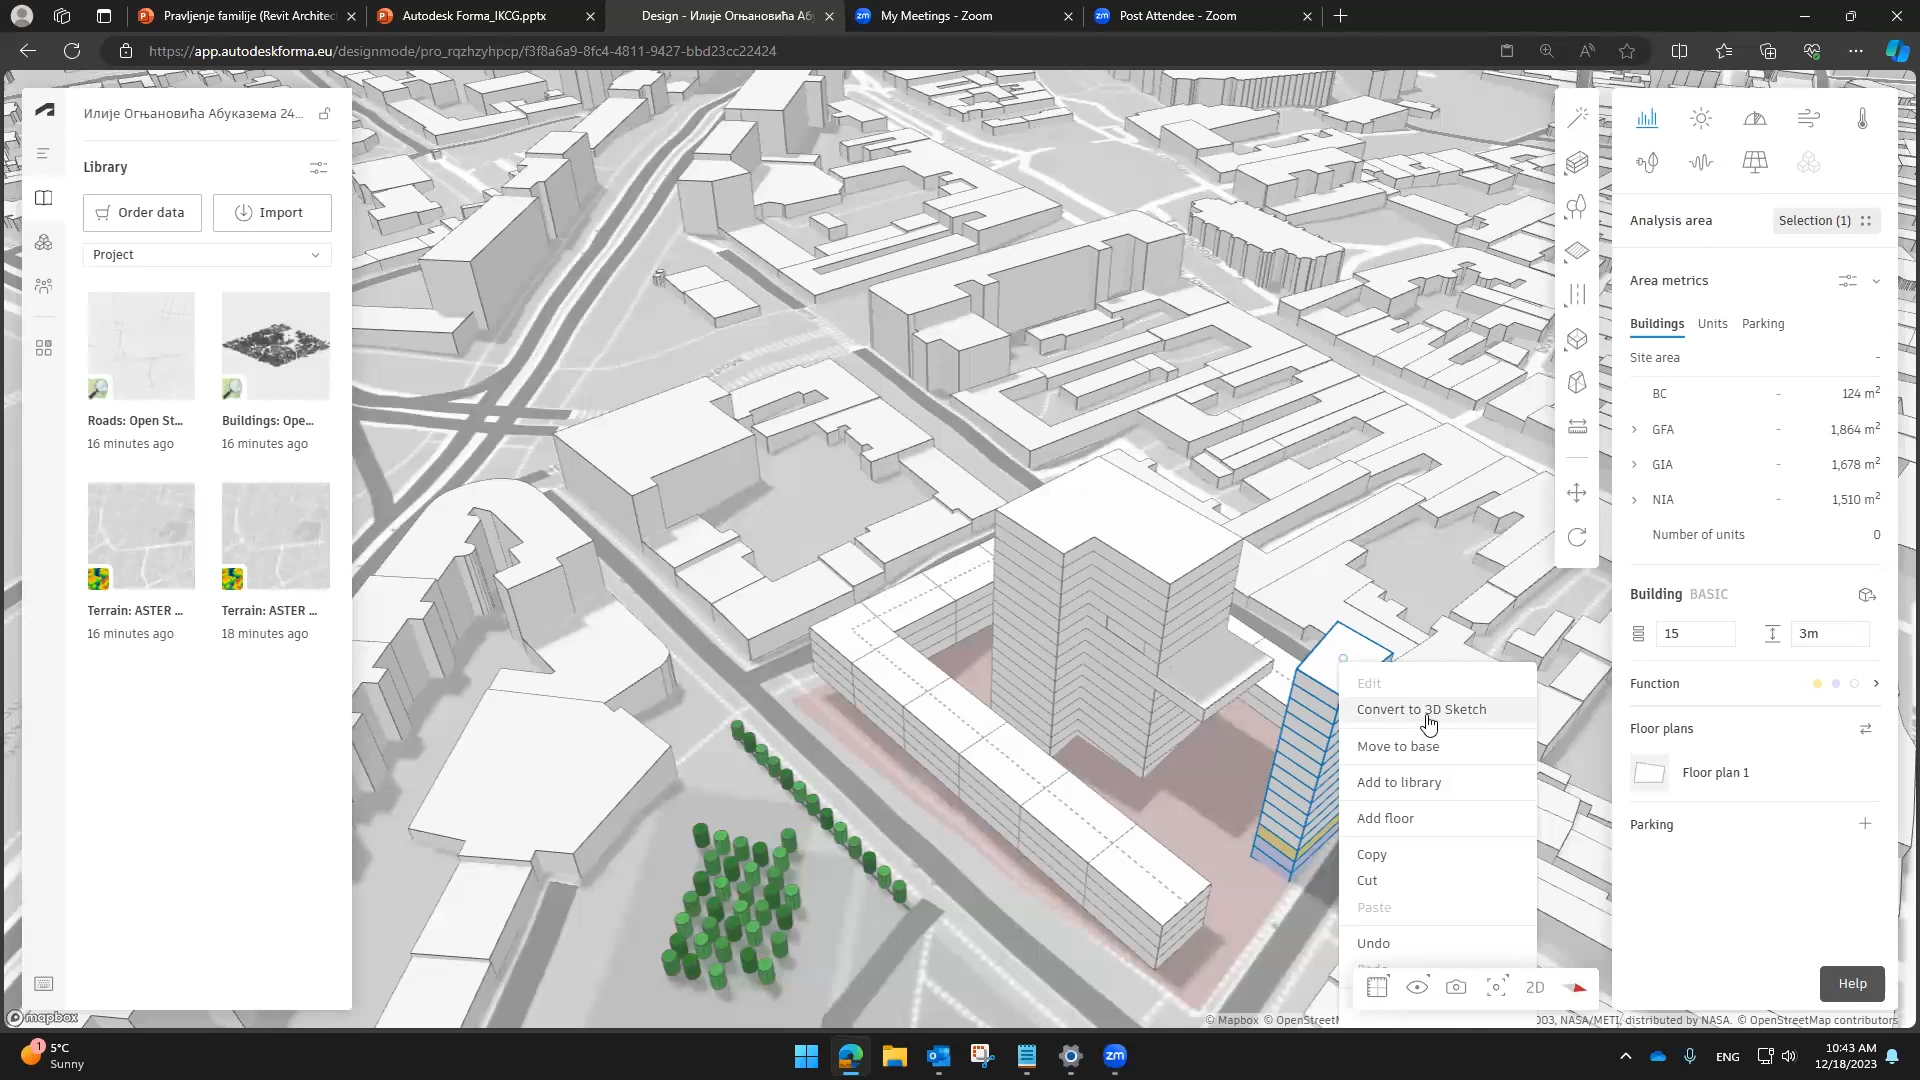 Pravljenje familije (Revit Architec
Autodesk Forma_IKCG.pptx
Design - Илије Огњановића Аб
My Meetings - Zoom
Post Attendee - Zoom
https://app.autodeskforma.eu/designmode/pro_rqzhzyhpcp/f3f8a6a9-8fc4-4811-9427-bbd23cc22424
Илије Огњановића Абуказема 24...
Library
Order data
Import
Project
Roads: Open St...
16 minutes ago
Buildings: Ope...
16 minutes ago
Terrain: ASTER ...
16 minutes ago
Terrain: ASTER ...
18 minutes ago
mapbox
Edit
Convert to 3D Sketch
Move to base
Add to library
Add floor
Copy
Cut
Paste
Undo
2D
Analysis area
Selection (1)
Area metrics
Buildings
Units
Parking
Site area -
BC - 124 m²
GFA - 1,864 m²
GIA - 1,678 m²
NIA - 1,510 m²
Number of units 0
Building BASIC
15
3m
Function
Floor plans
Floor plan 1
Parking
Help
© Mapbox © OpenStreetM
003, NASA/METI, distributed by NASA. © OpenStreetMap contributors
1
5°C
Sunny
zm
ENG
10:43 AM
12/18/2023